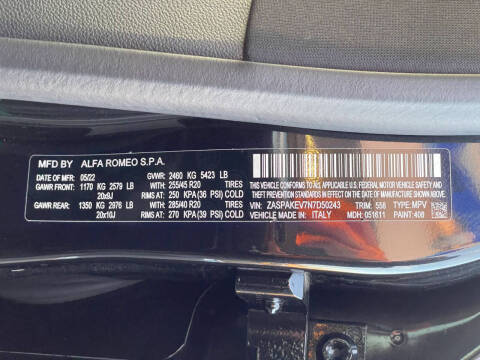 MFD BY ALFA ROMEO S.P.A.
DATE OF MFR: 05/22 GVWR: 2460 KG 5423 LB
GAWR FRONT: 1170 KG 2579 LB WITH: 255/45 R20 TIRES
20x9J RIMS AT: 250 KPA(36 PSI) COLD
GAWR REAR: 1350 KG 2976 LB WITH: 285/40 R20 TIRES
20x10J RIMS AT: 270 KPA (39 PSI) COLD
THIS VEHICLE CONFORMS TO ALL APPLICABLE U.S. FEDERAL MOTOR VEHICLE SAFETY
AND THEFT PREVENTION STANDARDS IN EFFECT ON THE DATE OF MANUFACTURE SHOWN ABOVE.
VIN: ZASPAKEV7N7D50243 TRIM: 558 TYPE: MPV
MADE IN: ITALY MDH: 051611 PAINT: 408